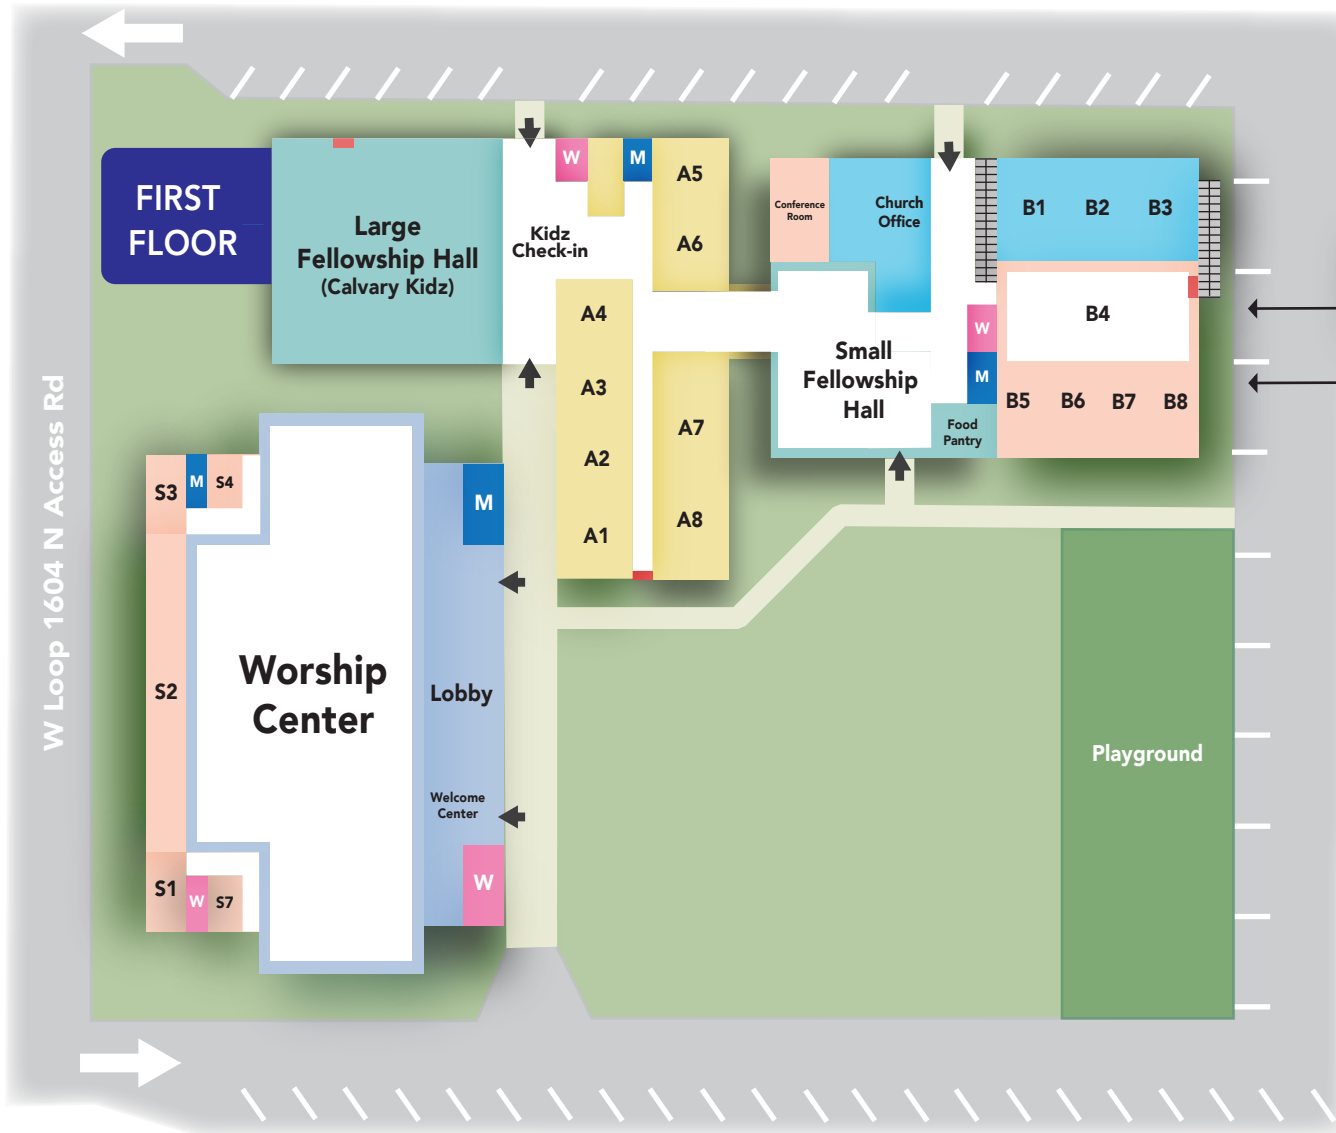 FIRST
FLOOR
Large
Fellowship Hall
(Calvary Kidz)
Kidz
Check-in
W
M
A5
A6
A4
A3
A2
A1
A7
A8
Conference
Room
Church
Office
B1 B2 B3
B4
W
M
Small
Fellowship
Hall
Food
Pantry
B5 B6 B7 B8
W Loop 1604 N Access Rd
S3
M
S4
S2
S1
W
S7
Worship
Center
M
Lobby
Welcome
Center
W
Playground